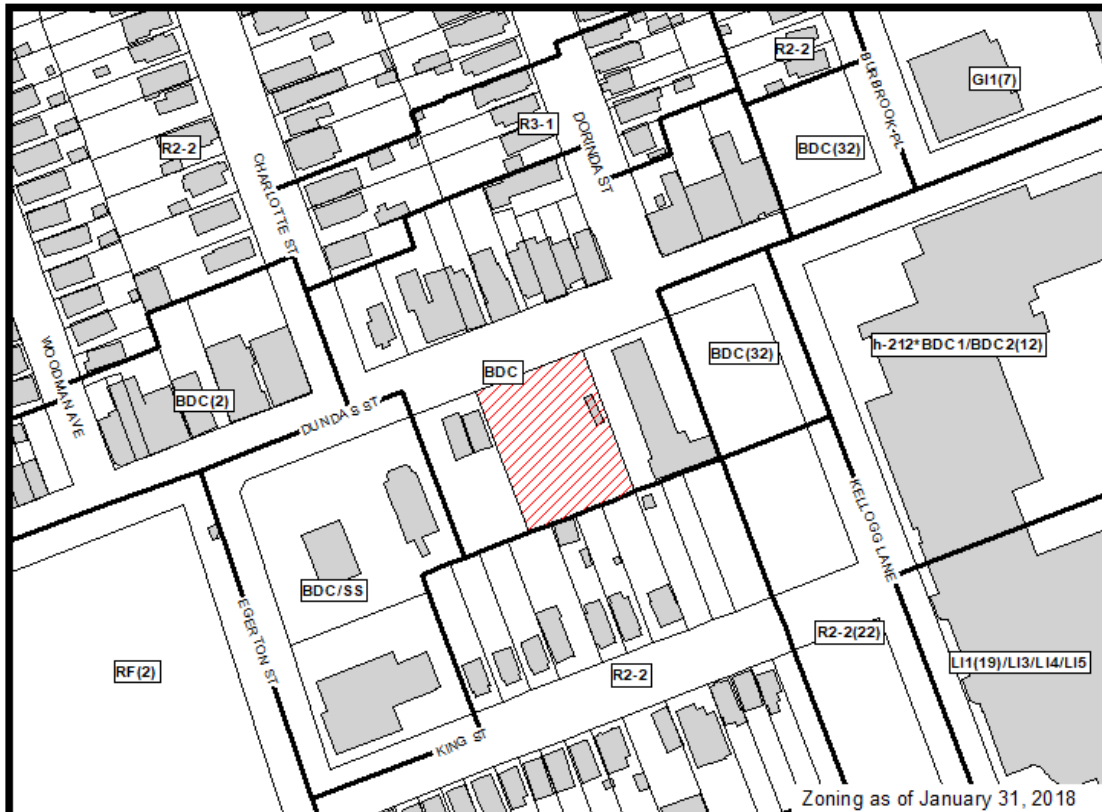 R2-2
BURBROOK PL
GI1(7)
R2-2
R3-1
DORINDA ST
BDC(32)
CHARLOTTE ST
WOODMAN AVE
BDC(2)
BDC
BDC(32)
h-212*BDC1/BDC2(12)
DUNDAS ST
KELLOGG LANE
BDC/SS
EGERTON ST
R2-2(22)
RF(2)
R2-2
LI1(19)/LI3/LI4/LI5
KING ST
Zoning as of January 31, 2018